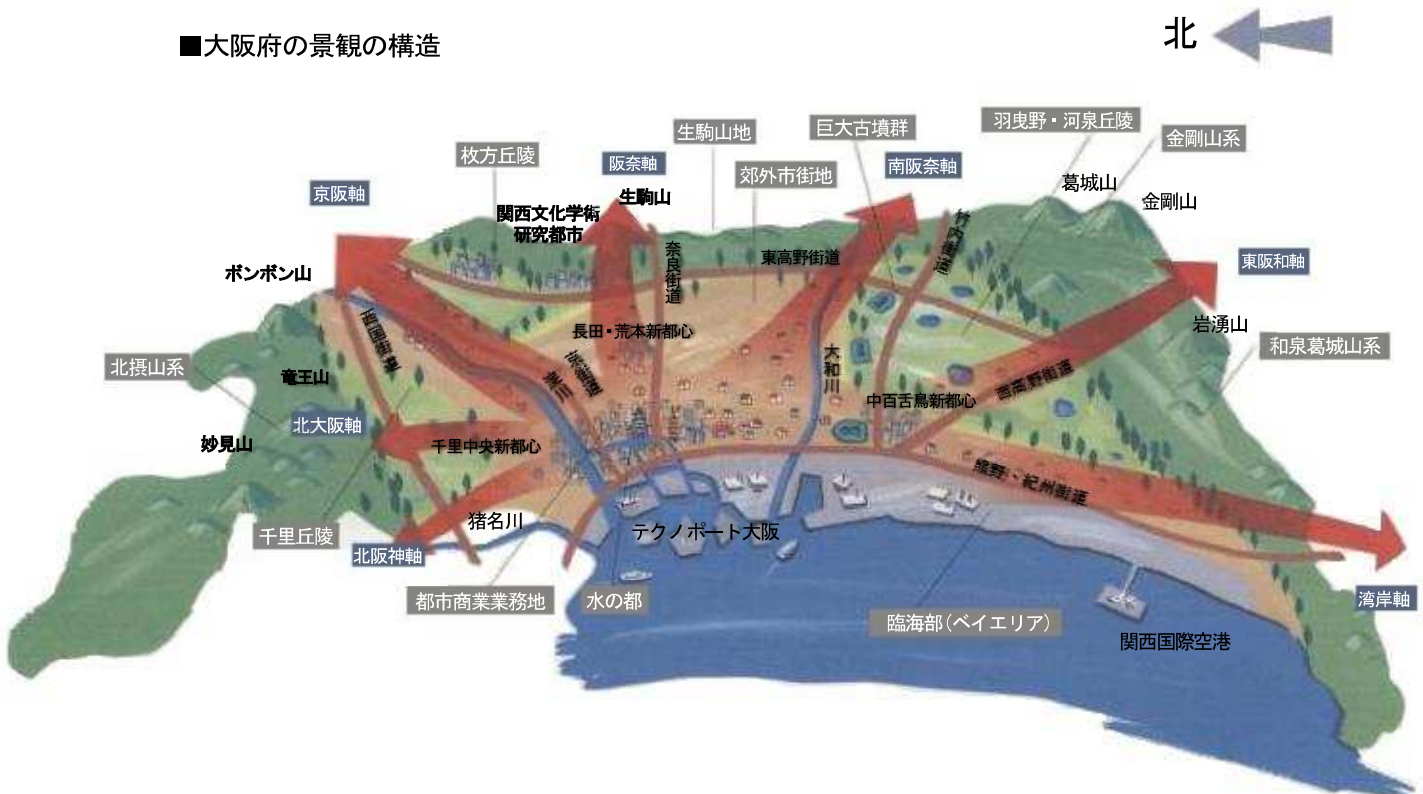 ■大阪府の景観の構造
北
生駒山地
巨大古墳群
羽曳野・河泉丘陵
金剛山系
枚方丘陵
阪奈軸
郊外市街地
南阪奈軸
葛城山
金剛山
京阪軸
生駒山
関西文化学術
研究都市
奈良街道
東高野街道
竹内街道
東阪和軸
ボンボン山
西国街道
長田・荒本新都心
京街道
淀川
大和川
岩湧山
和泉葛城山系
北摂山系
竜王山
北大阪軸
妙見山
千里中央新都心
中百舌鳥新都心
西高野街道
熊野・紀州街道
猪名川
テクノポート大阪
千里丘陵
北阪神軸
都市商業業務地
水の都
臨海部(ベイエリア)
関西国際空港
湾岸軸